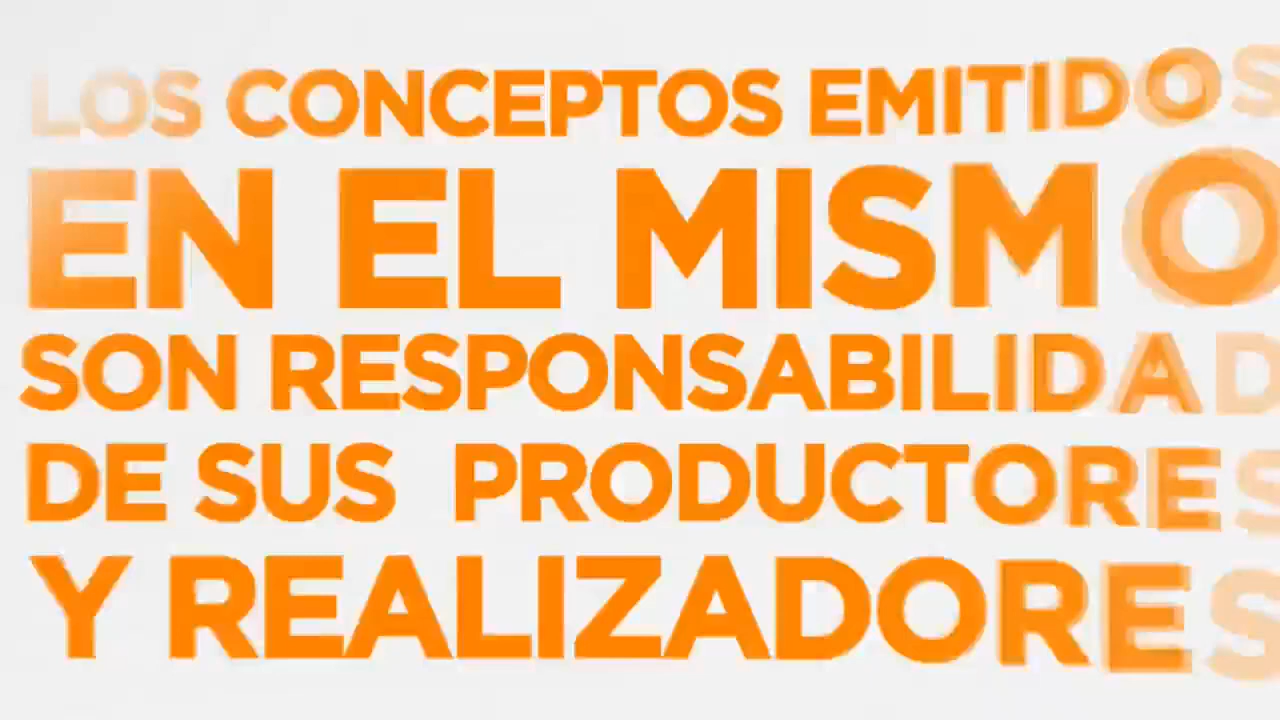 LOS CONCEPTOS EMITIDOS
EN EL MISMO
SON RESPONSABILIDAD
DE SUS PRODUCTORES
Y REALIZADORES